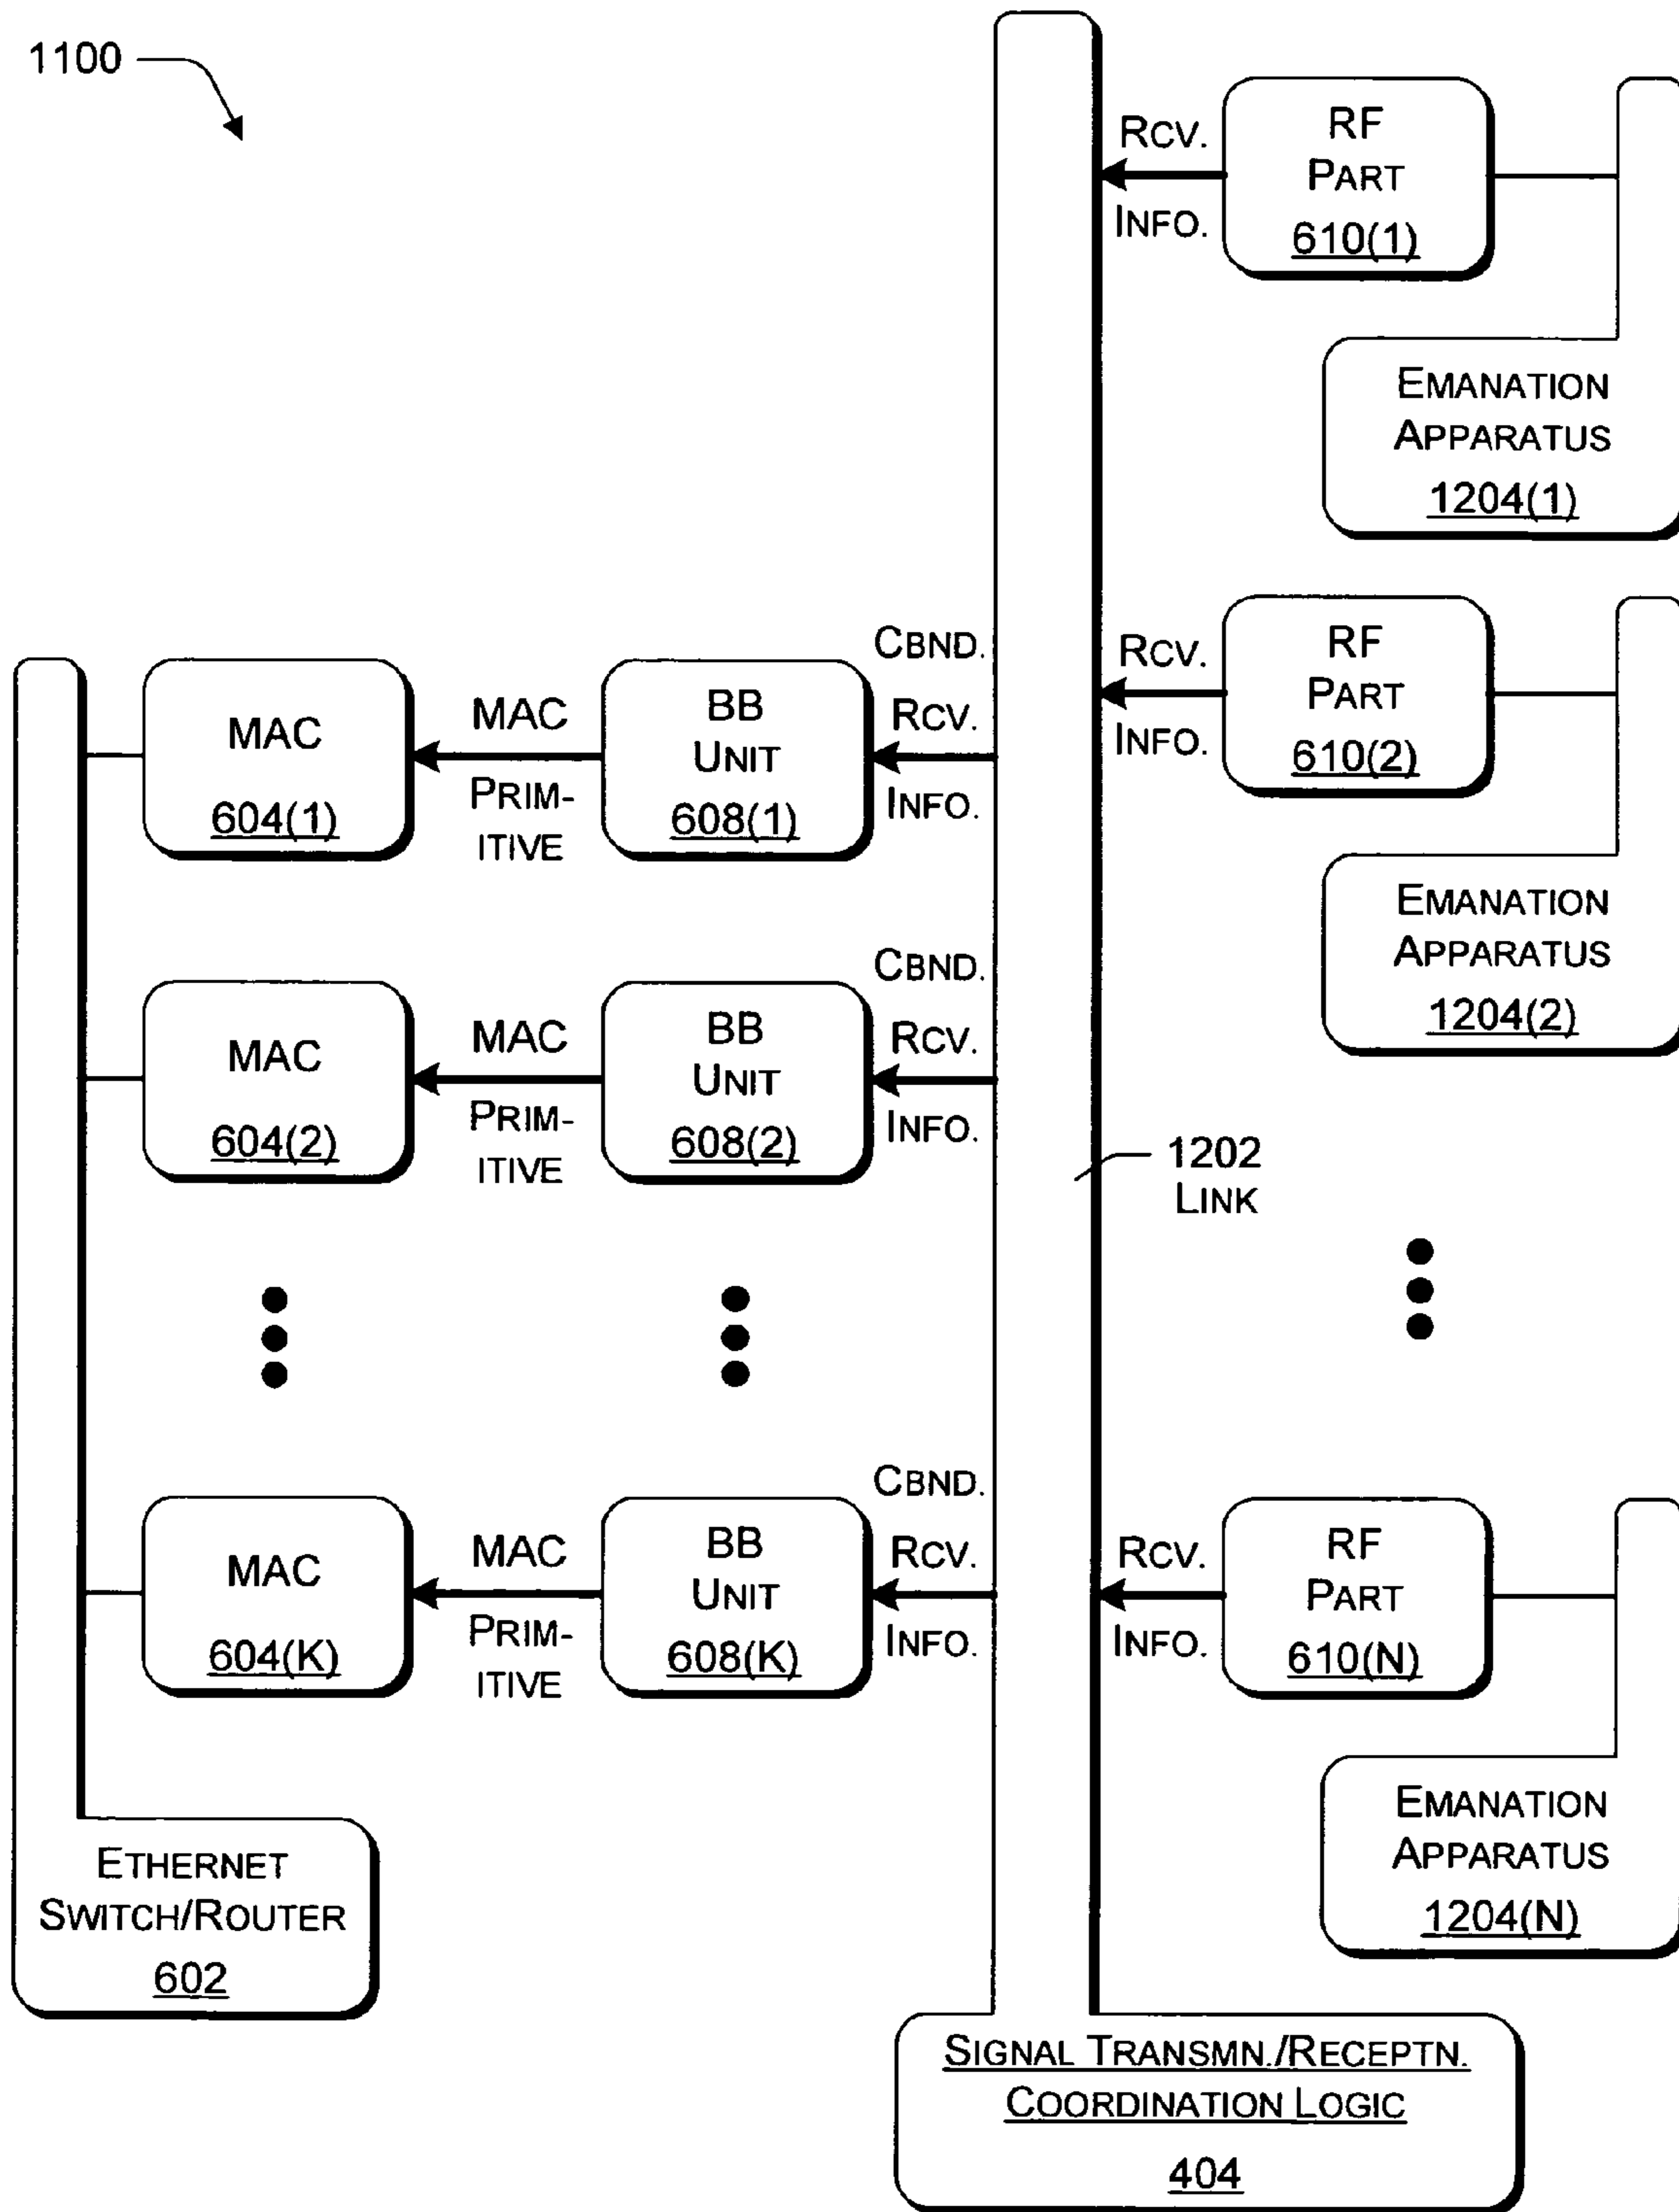 1100
RCV.
INFO.
RF
PART
610(1)
EMANATION
APPARATUS
1204(1)
RCV.
INFO.
RF
PART
610(2)
EMANATION
APPARATUS
1204(2)
MAC
604(1)
MAC
PRIM-
ITIVE
BB
UNIT
608(1)
CBND.
RCV.
INFO.
MAC
604(2)
MAC
PRIM-
ITIVE
BB
UNIT
608(2)
CBND.
RCV.
INFO.
1202
LINK
MAC
604(K)
MAC
PRIM-
ITIVE
BB
UNIT
608(K)
CBND.
RCV.
INFO.
RCV.
INFO.
RF
PART
610(N)
EMANATION
APPARATUS
1204(N)
ETHERNET
SWITCH/ROUTER
602
SIGNAL TRANSMN./RECEPTN.
COORDINATION LOGIC
404